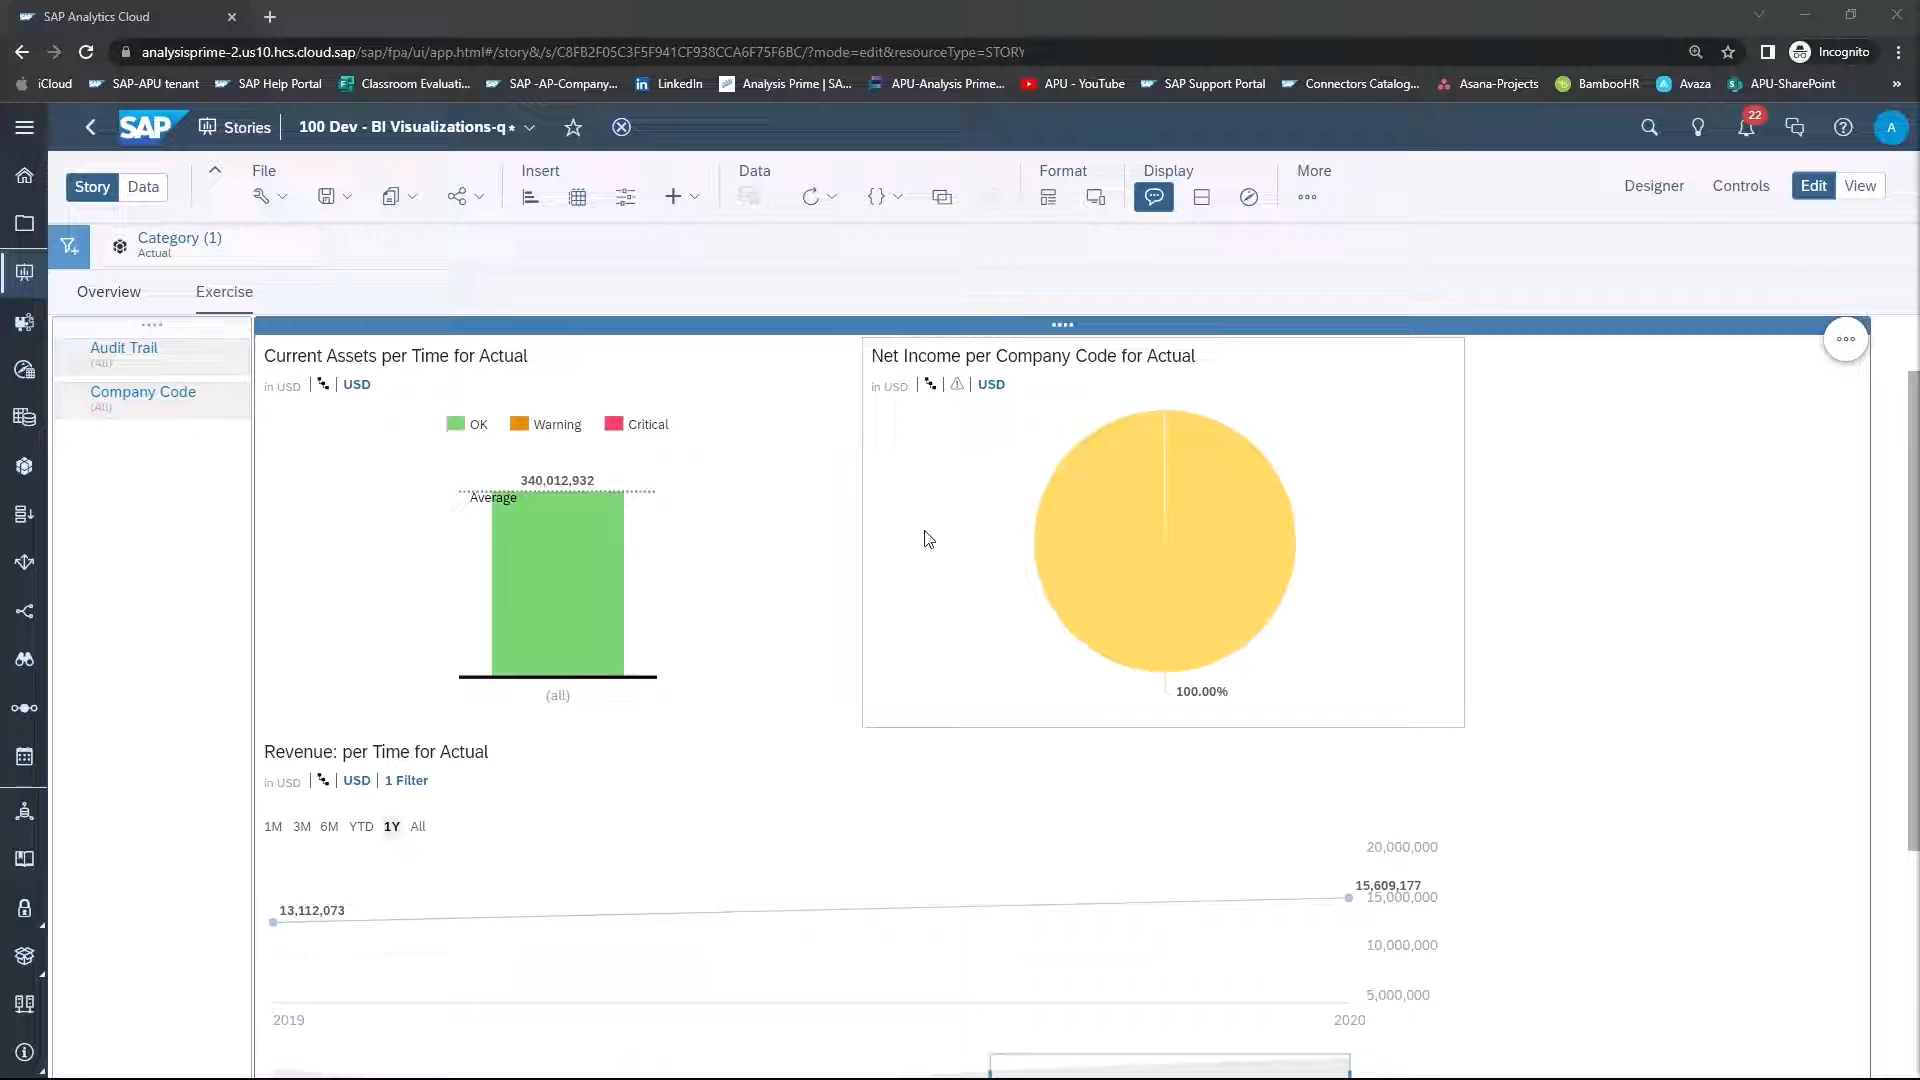 SAP Analytics Cloud
analysisprime-2.us10.hcs.cloud.sap/sap/fpa/ui/app.html#/story&/s/C8FB2F05C3F5F941CF938CCA6F75F6BC/?mode=edit&resourceType=STORY
Incognito
iCloud SAP-APU tenant SAP Help Portal Classroom Evaluati... SAP -AP-Company... LinkedIn Analysis Prime | SA... APU-Analysis Prime... APU - YouTube SAP Support Portal Connectors Catalog... Asana-Projects BambooHR Avaza APU-SharePoint »
SAP Stories 100 Dev - BI Visualizations-q* 22 A
Story Data File Insert Data Format Display More Designer Controls Edit View
Category (1)
Actual
Overview Exercise
Audit Trail
(All)
Company Code
(All)
Current Assets per Time for Actual
in USD | | USD
OK Warning Critical
340,012,932
Average
(all)
Net Income per Company Code for Actual
in USD | | | USD
100.00%
Revenue: per Time for Actual
in USD | | USD | 1 Filter
1M 3M 6M YTD 1Y All
20,000,000
15,609,177
15,000,000
13,112,073
10,000,000
5,000,000
2019 2020